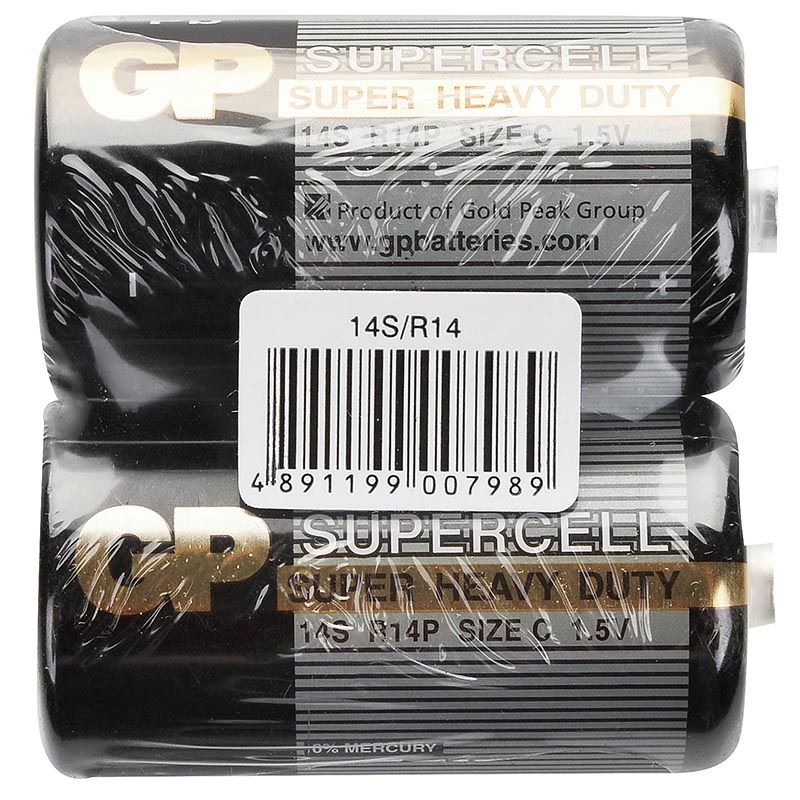 GP SUPERCELL
SUPER HEAVY DUTY
14S R14P SIZE C 1.5V
Product of Gold Peak Group
www.gpbatteries.com
14S/R14
4 891199 007989
GP SUPERCELL
SUPER HEAVY DUTY
14S R14P SIZE C 1.5V
0% MERCURY